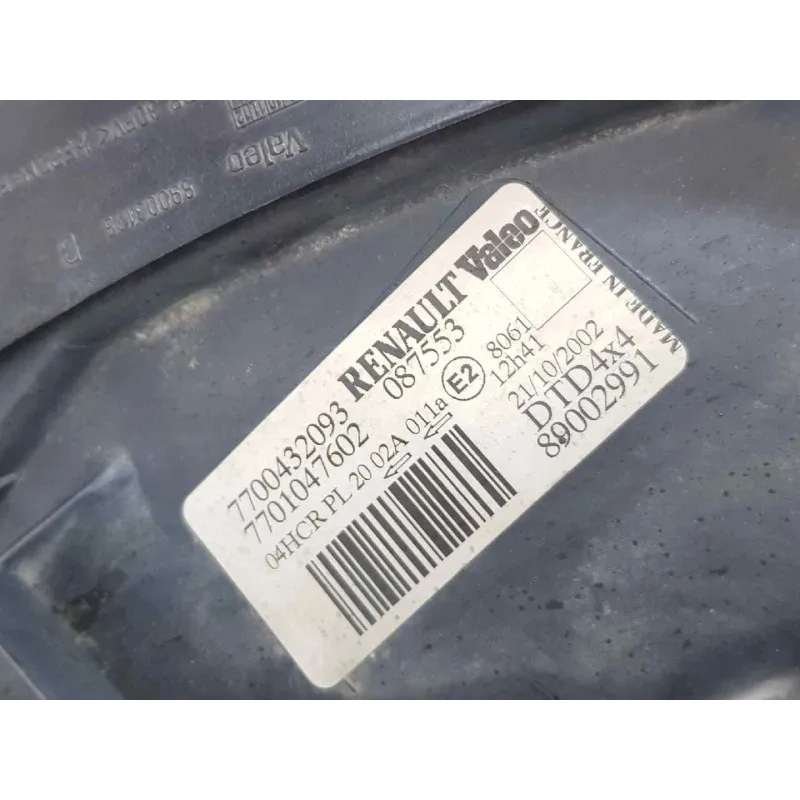 Valeo
89003105
7700432093 RENAULT Valeo
7701047602 087553
04HCR PL 20 02A 011a E2 8061
12h41
21/10/2002
DTD4x4
89002991
MADE IN FRANCE